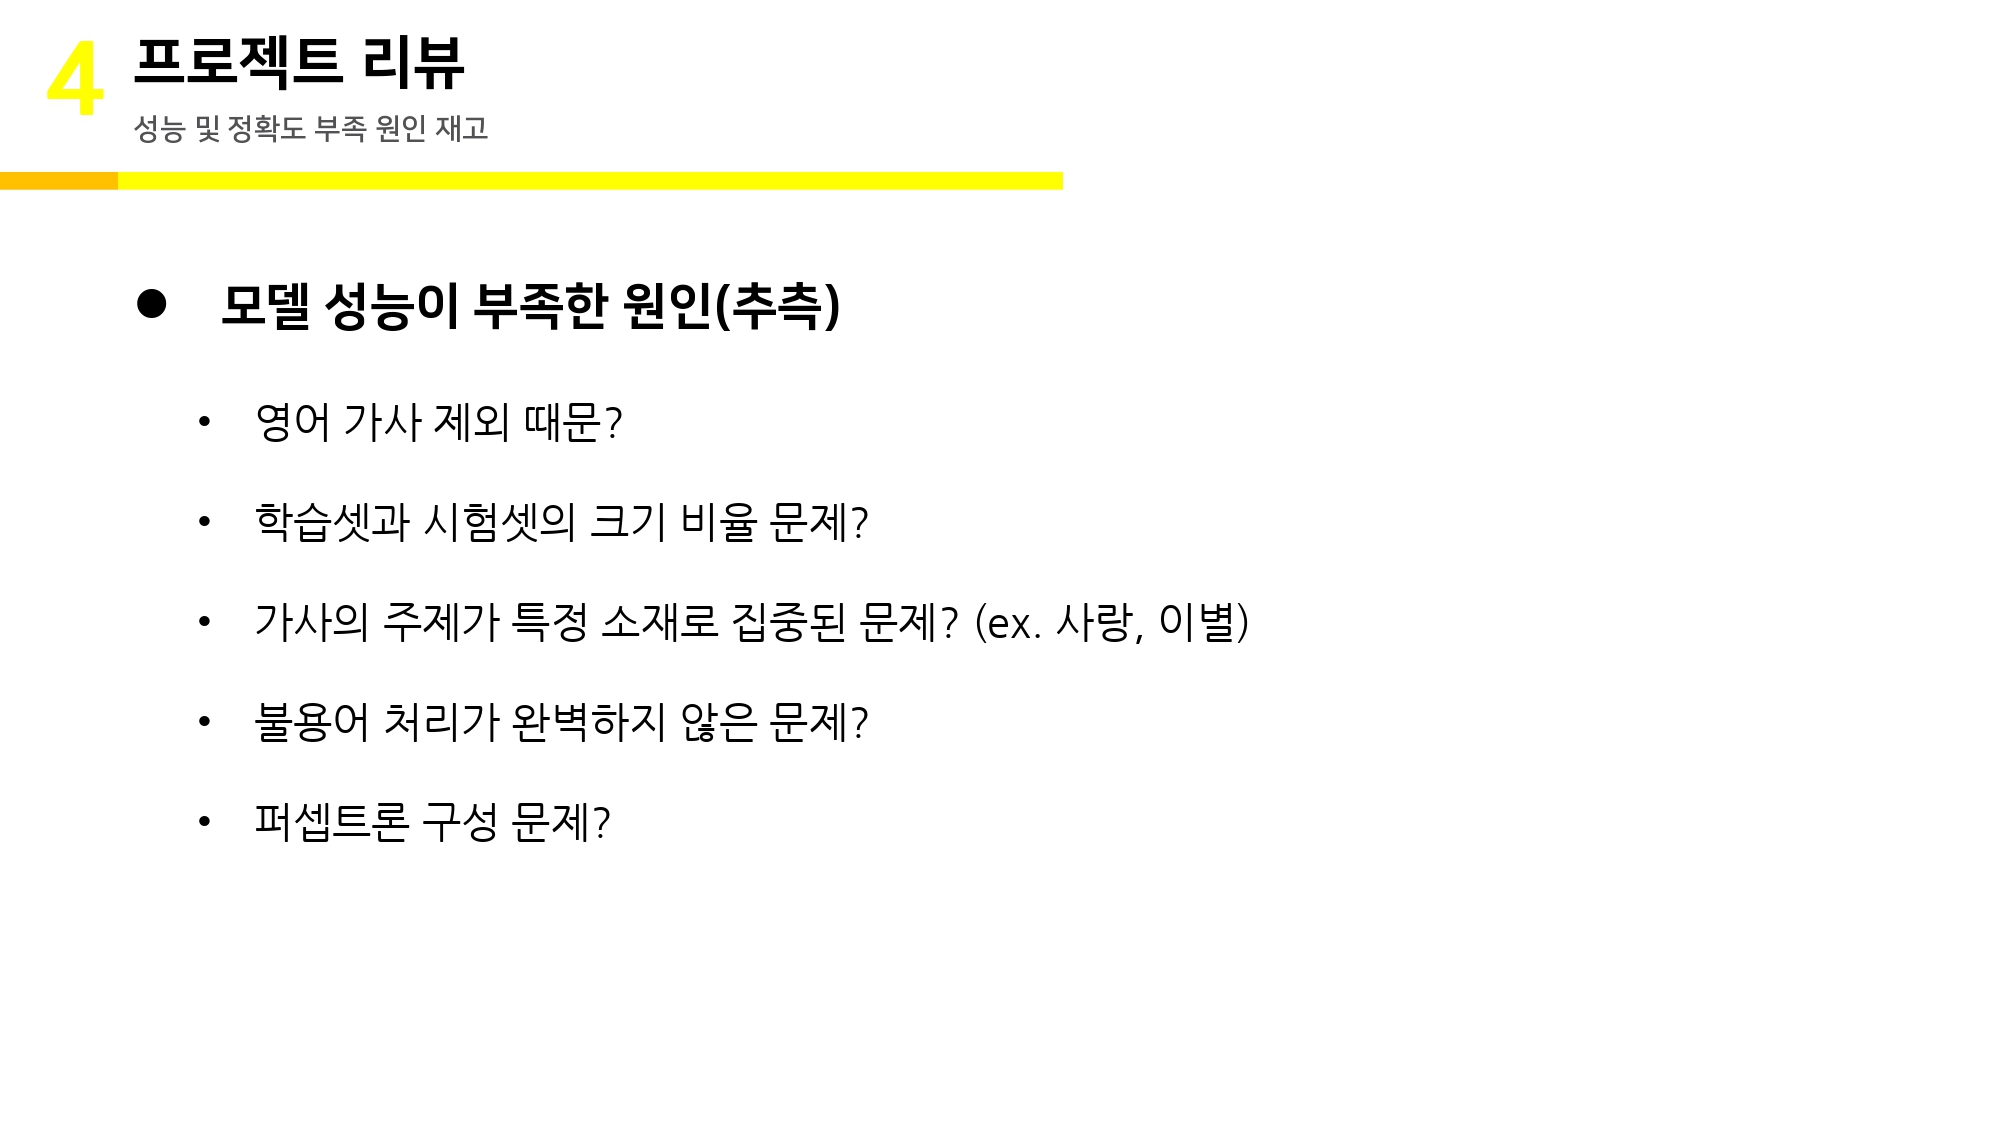 4
프로젝트 리뷰
성능 및 정확도 부족 원인 재고
● 모델 성능이 부족한 원인(추측)
• 영어 가사 제외 때문?
• 학습셋과 시험셋의 크기 비율 문제?
• 가사의 주제가 특정 소재로 집중된 문제? (ex. 사랑, 이별)
• 불용어 처리가 완벽하지 않은 문제?
• 퍼셉트론 구성 문제?